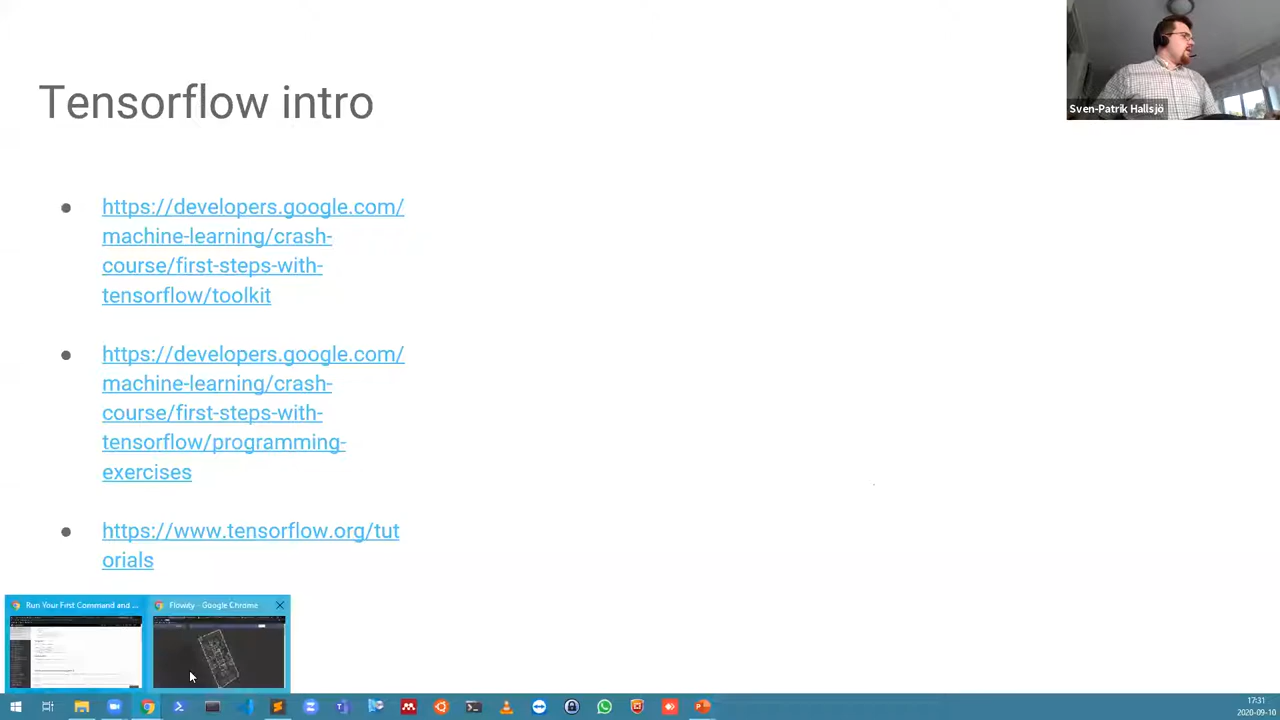 Sven-Patrik Hallsjö
Tensorflow intro
https://developers.google.com/
machine-learning/crash-
course/first-steps-with-
tensorflow/toolkit
https://developers.google.com/
machine-learning/crash-
course/first-steps-with-
tensorflow/programming-
exercises
https://www.tensorflow.org/tut
orials
Run Your First Command and ...
Flowity - Google Chrome
17:31
2020-09-10